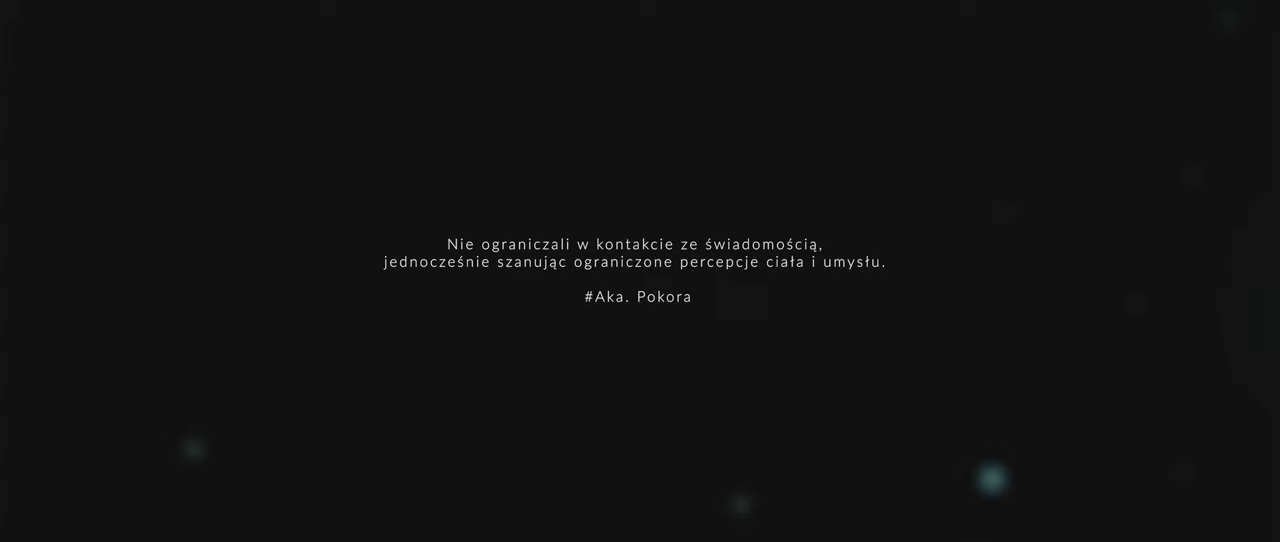 Nie ograniczali w kontakcie ze świadomością,
jednocześnie szanując ograniczone percepcje ciała i umysłu.
#Aka. Pokora